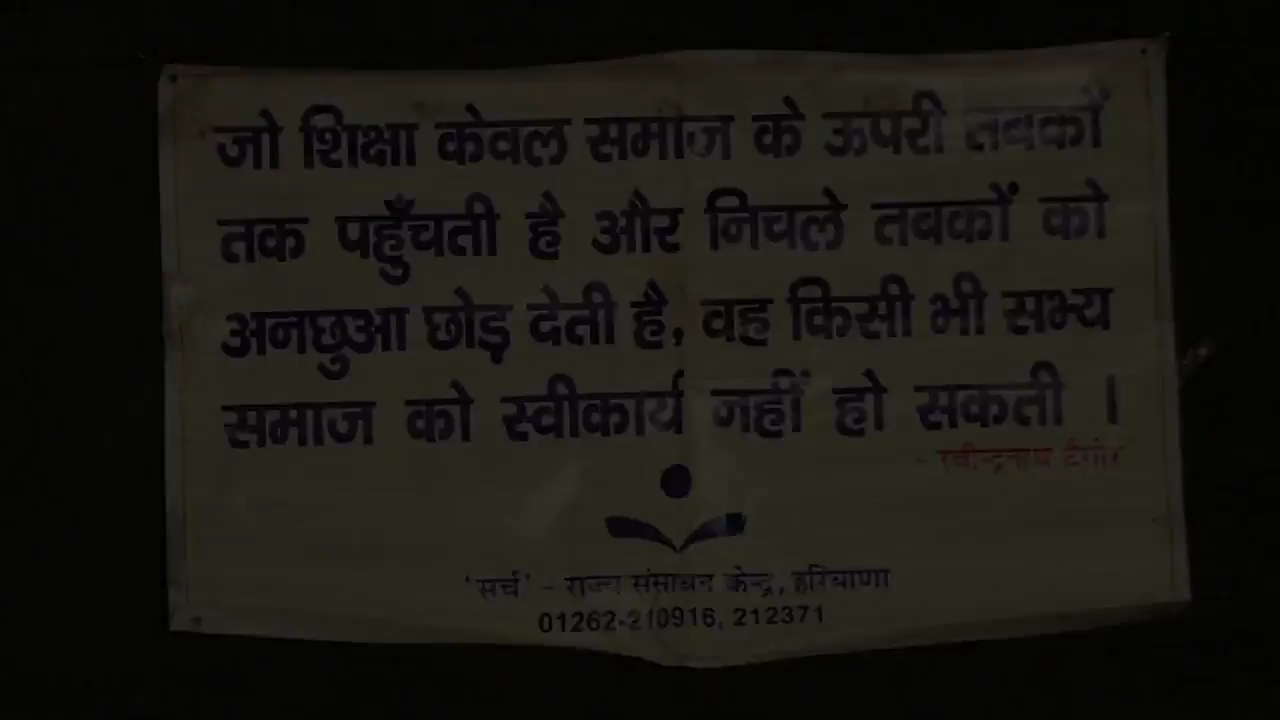 जो शिक्षा केवल समाज के ऊपरी तबकों
तक पहुँचती है और निचले तबकों को
अनछुआ छोड़ देती है, वह किसी भी सभ्य
समाज को स्वीकार्य नहीं हो सकती ।
- रवीन्द्रनाथ टैगोर
'सर्च' - राज्य संसाधन केन्द्र, हरियाणा
01262-210916, 212371